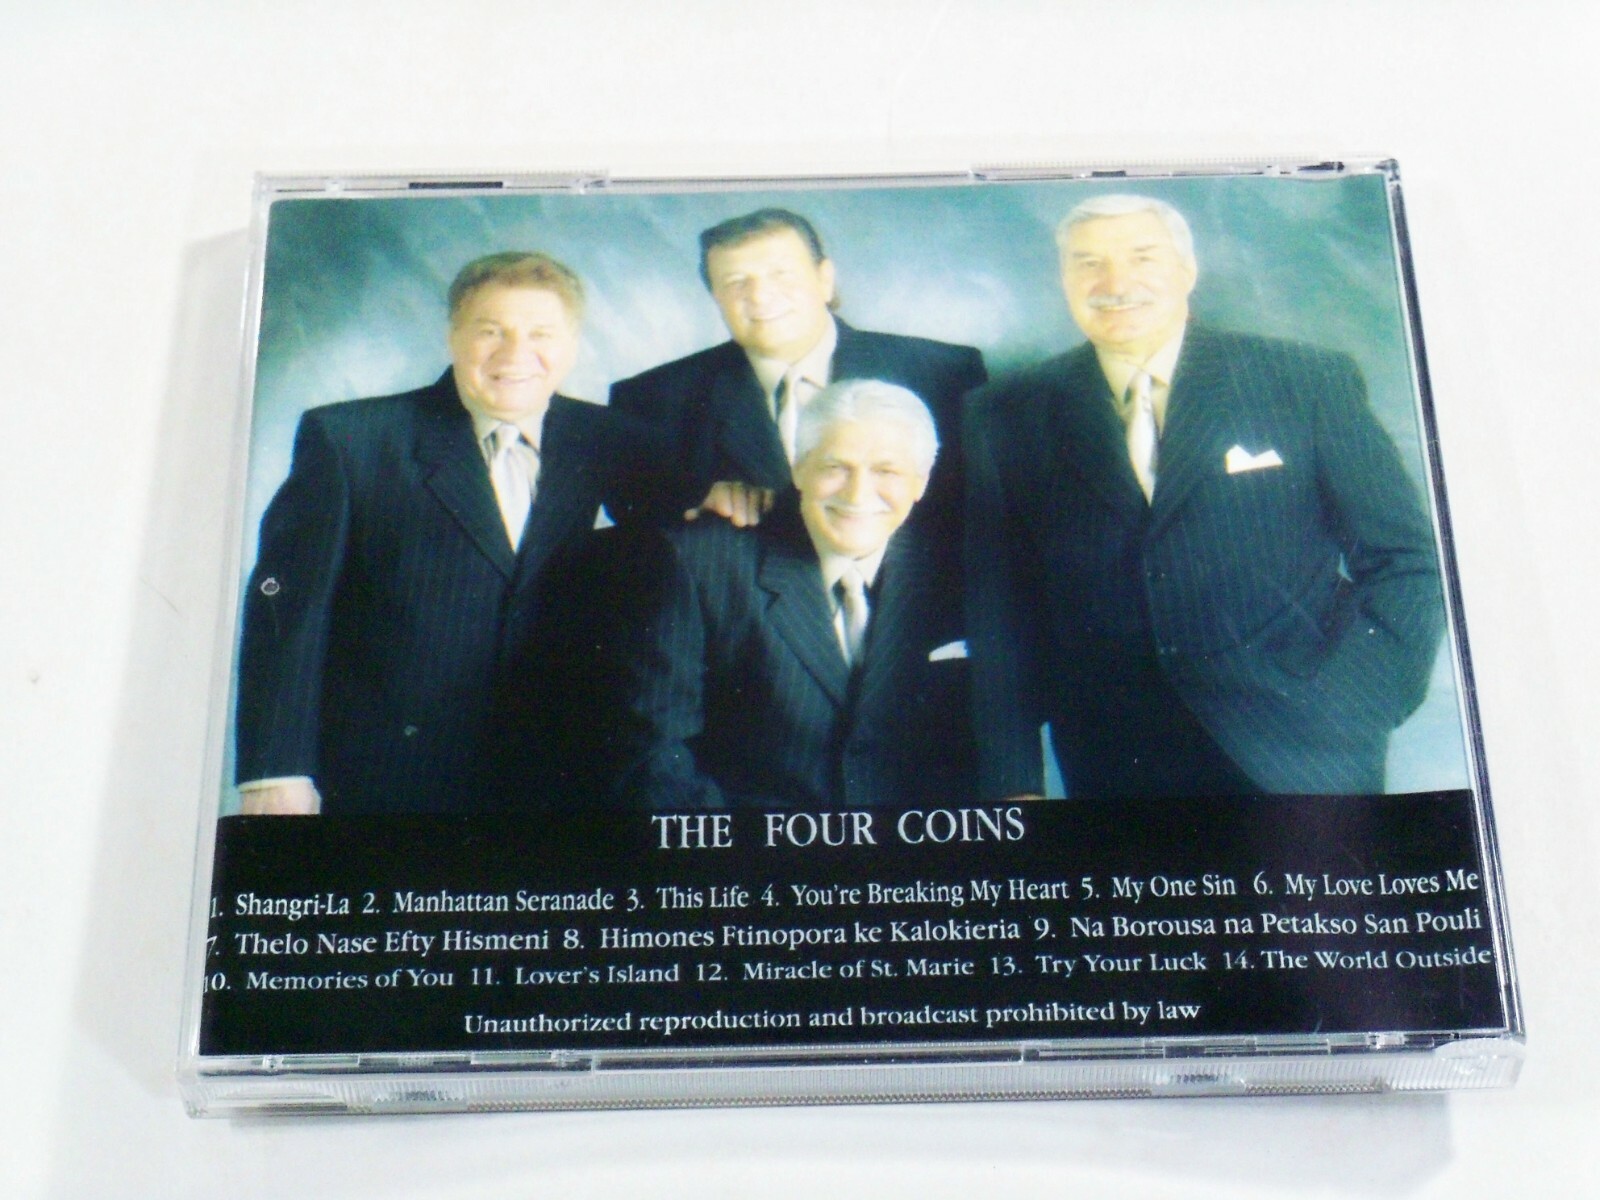 THE FOUR COINS
1. Shangri-La 2. Manhattan Seranade 3. This Life 4. You're Breaking My Heart 5. My One Sin 6. My Love Loves Me
7. Thelo Nase Efty Hismeni 8. Himones Ftinopora ke Kalokieria 9. Na Borousa na Petakso San Pouli
10. Memories of You 11. Lover's Island 12. Miracle of St. Marie 13. Try Your Luck 14. The World Outside
Unauthorized reproduction and broadcast prohibited by law